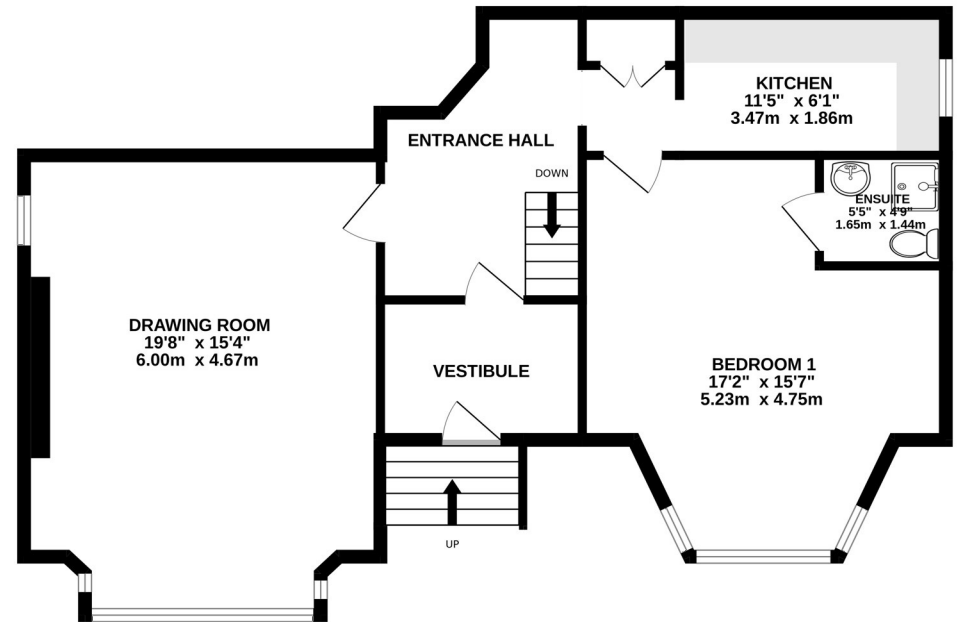 KITCHEN
11'5" x 6'1"
3.47m x 1.86m
ENTRANCE HALL
DOWN
ENSUITE
5'5" x 4'9"
1.65m x 1.44m
DRAWING ROOM
19'8" x 15'4"
6.00m x 4.67m
VESTIBULE
BEDROOM 1
17'2" x 15'7"
5.23m x 4.75m
UP